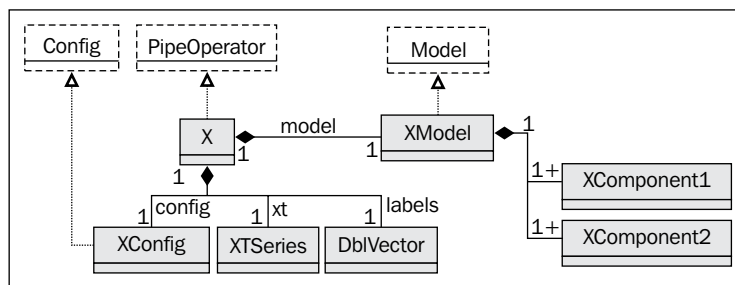 Config
PipeOperator
Model
X
model
XModel
1
1
1
1
1+
XComponent1
1
config
1
xt
1
labels
1+
XComponent2
XConfig
XTSeries
DblVector